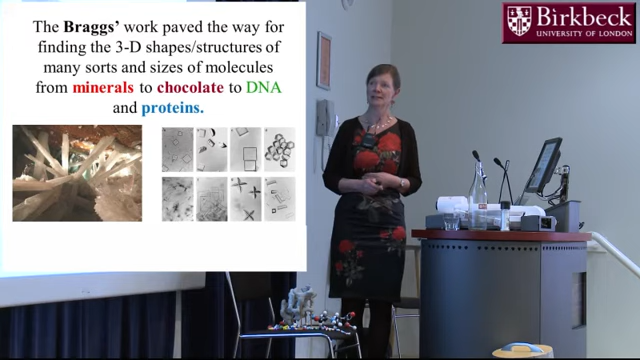 The Braggs’ work paved the way for
finding the 3-D shapes/structures of
many sorts and sizes of molecules
from minerals to chocolate to DNA
and proteins.
Birkbeck
UNIVERSITY OF LONDON